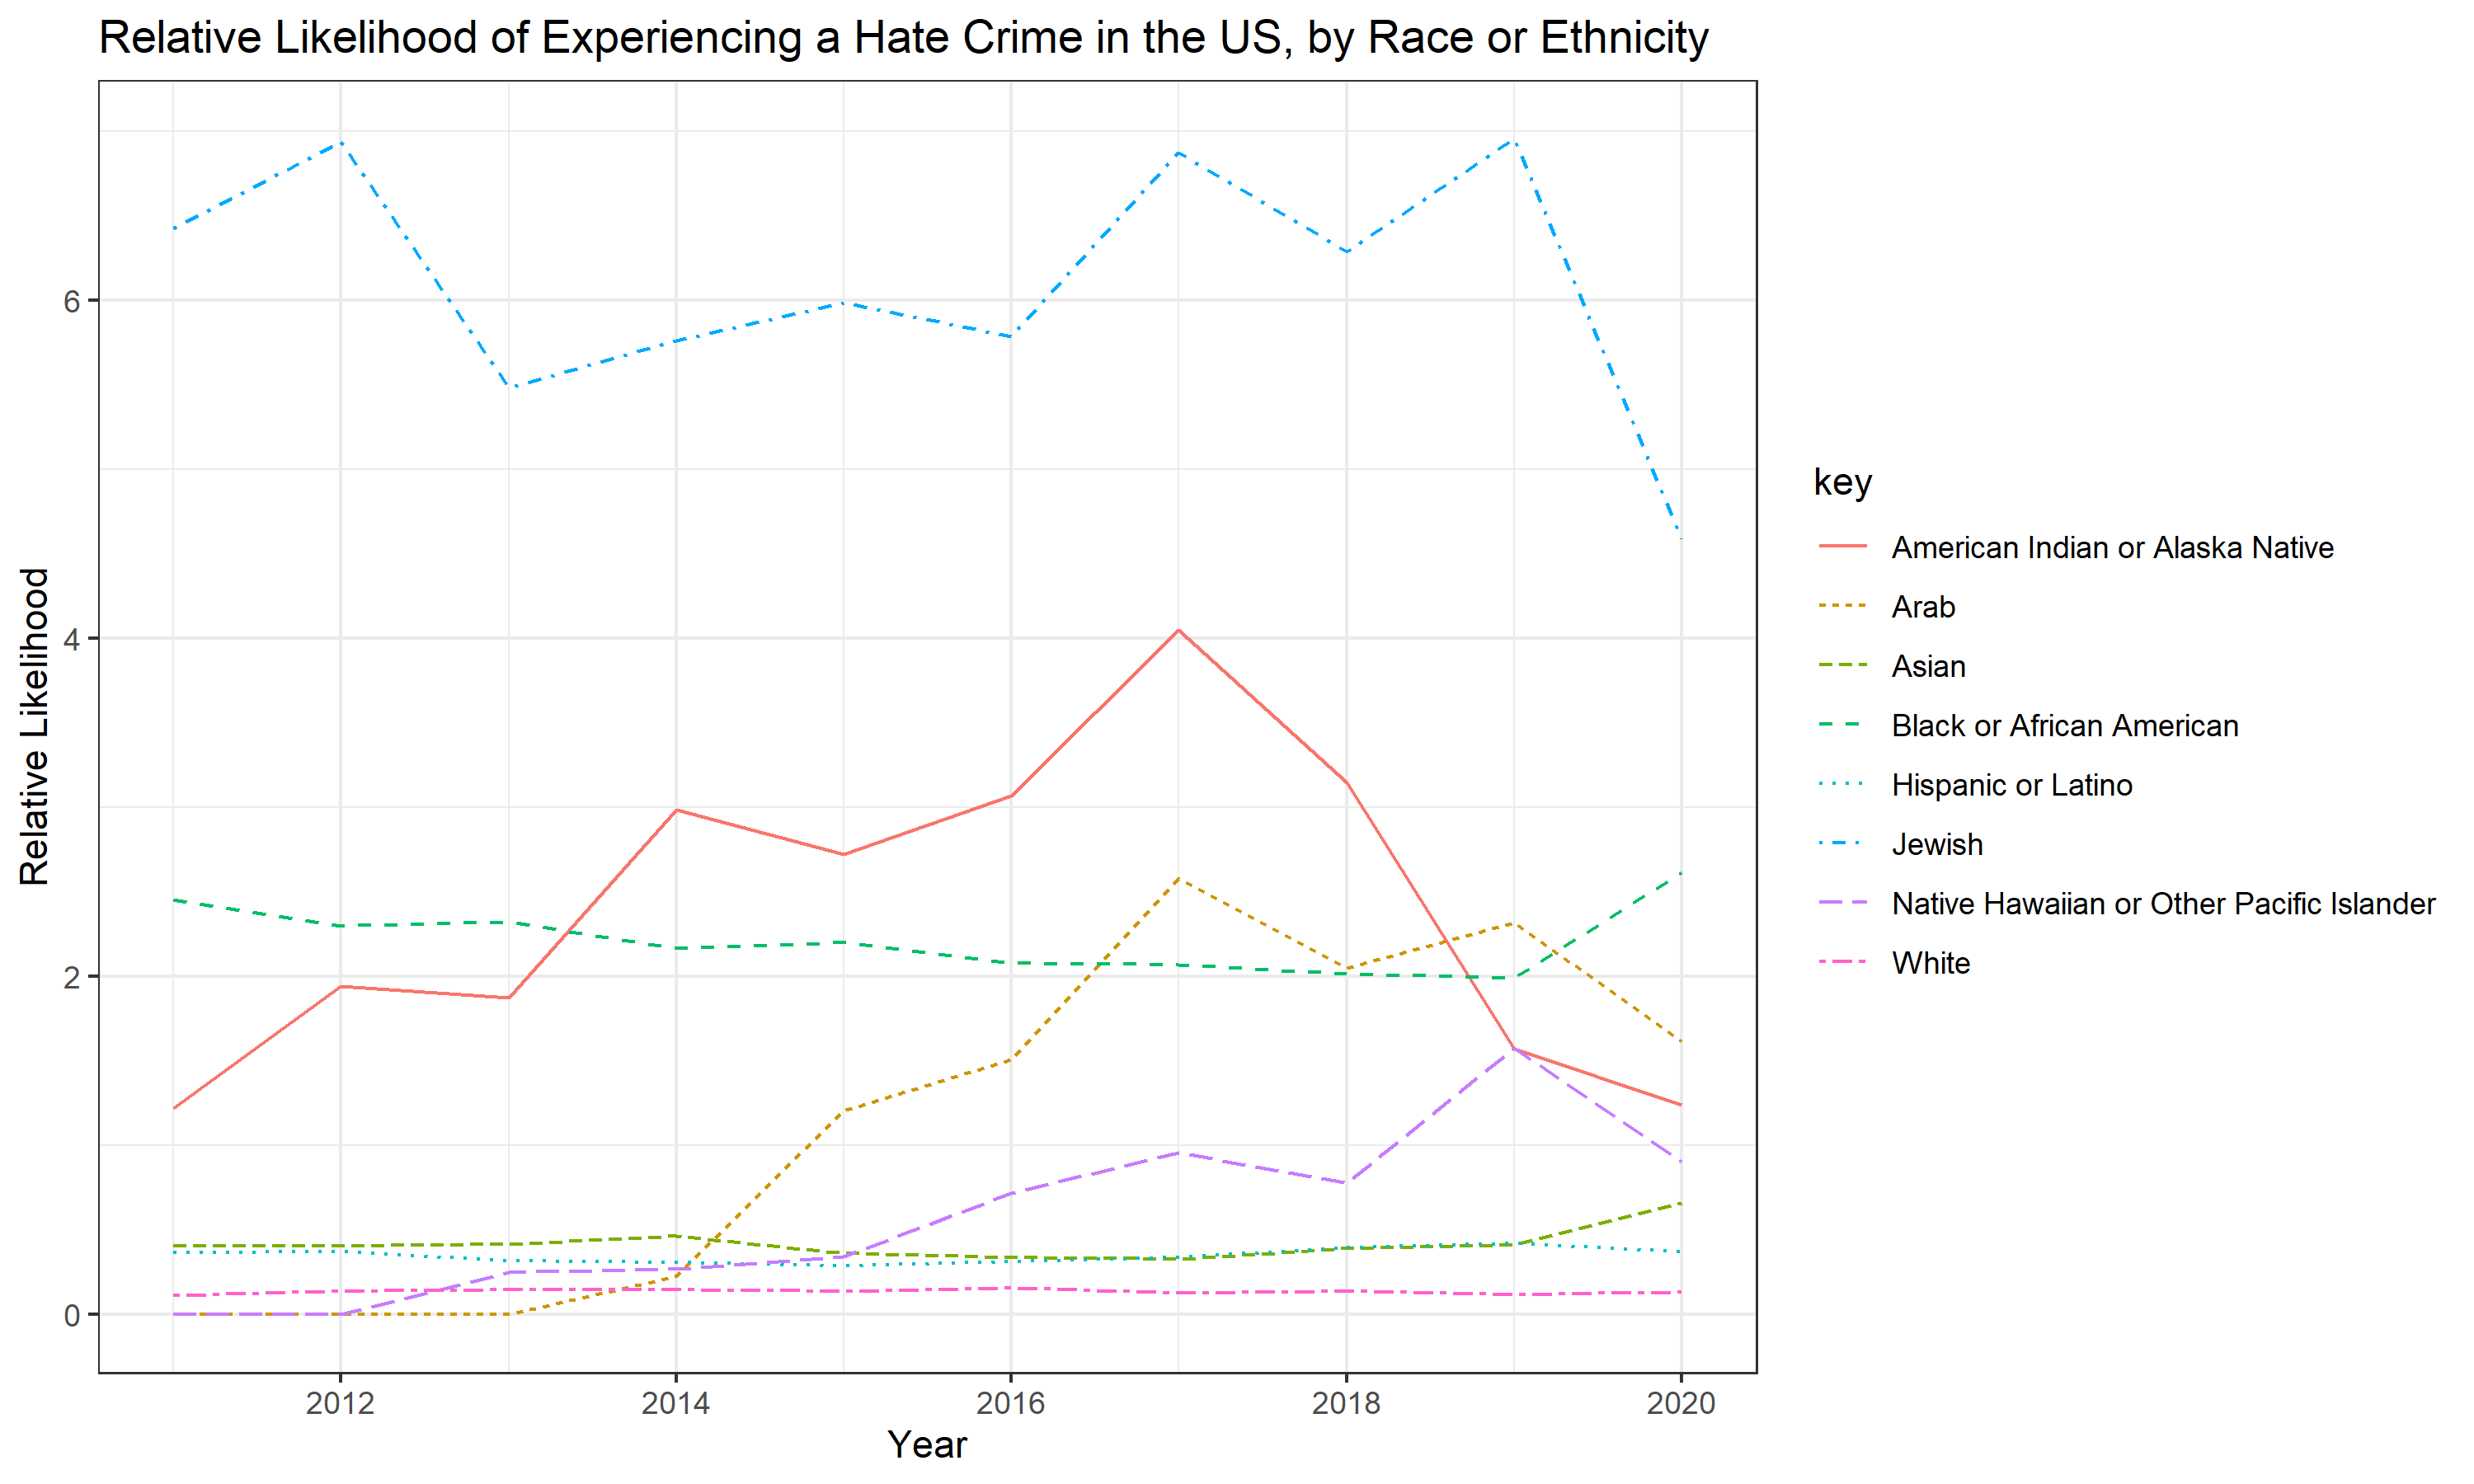 Relative Likelihood of Experiencing a Hate Crime in the US, by Race or Ethnicity
Relative Likelihood
6
4
2
0
2012
2014
2016
2018
2020
Year
key
American Indian or Alaska Native
Arab
Asian
Black or African American
Hispanic or Latino
Jewish
Native Hawaiian or Other Pacific Islander
White